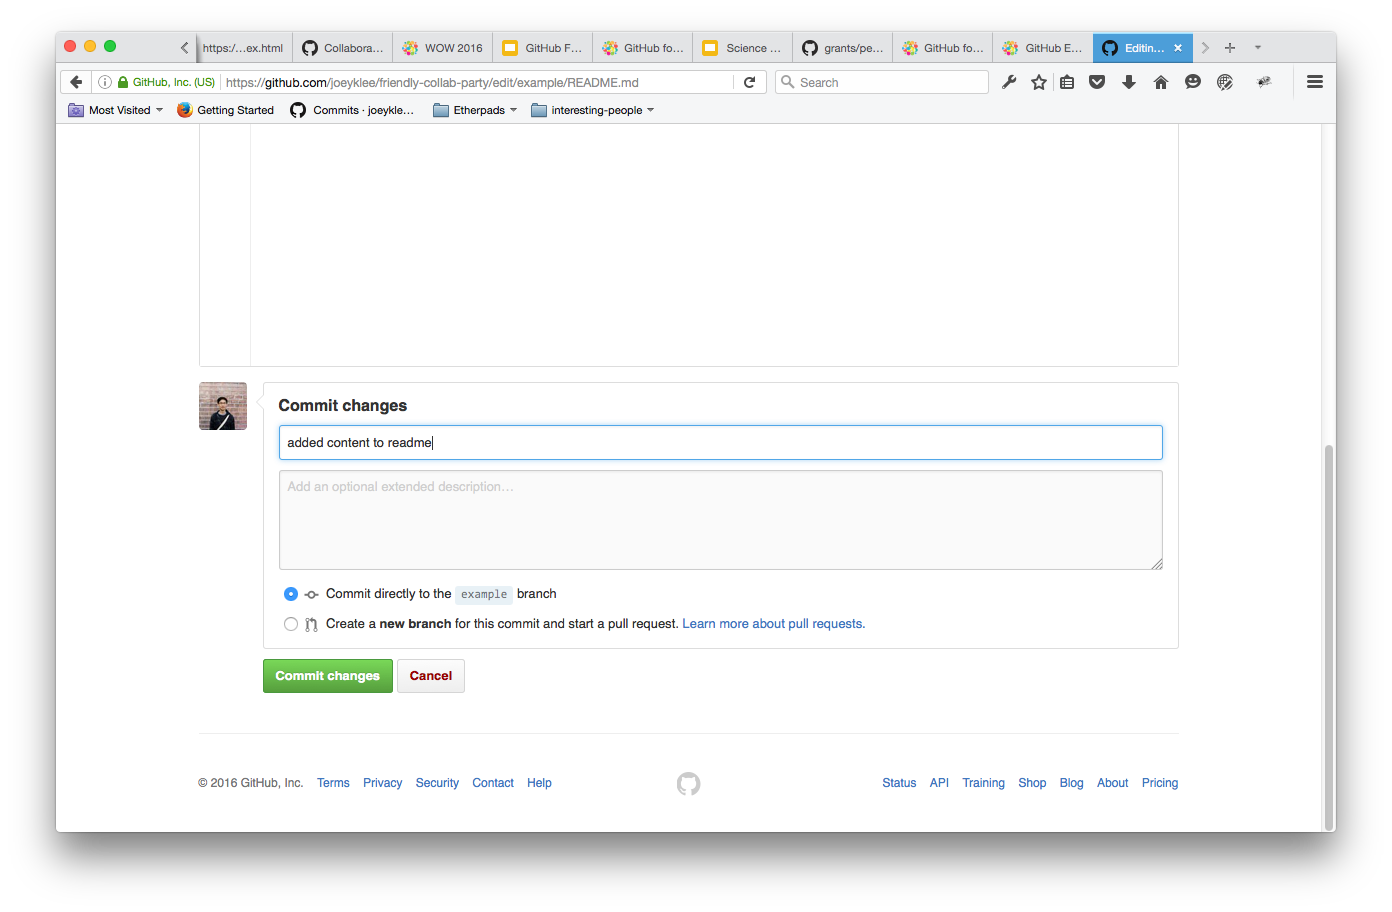 https:/...ex.html Collabora... WOW 2016 GitHub F... GitHub fo... Science ... grants/pe... GitHub fo... GitHub E... Editin...
GitHub, Inc. (US) https://github.com/joeyklee/friendly-collab-party/edit/example/README.md Search
Most Visited Getting Started Commits · joeykle... Etherpads interesting-people
Commit changes
added content to readme
Add an optional extended description...
Commit directly to the example branch
Create a new branch for this commit and start a pull request. Learn more about pull requests.
Commit changes Cancel
© 2016 GitHub, Inc. Terms Privacy Security Contact Help Status API Training Shop Blog About Pricing